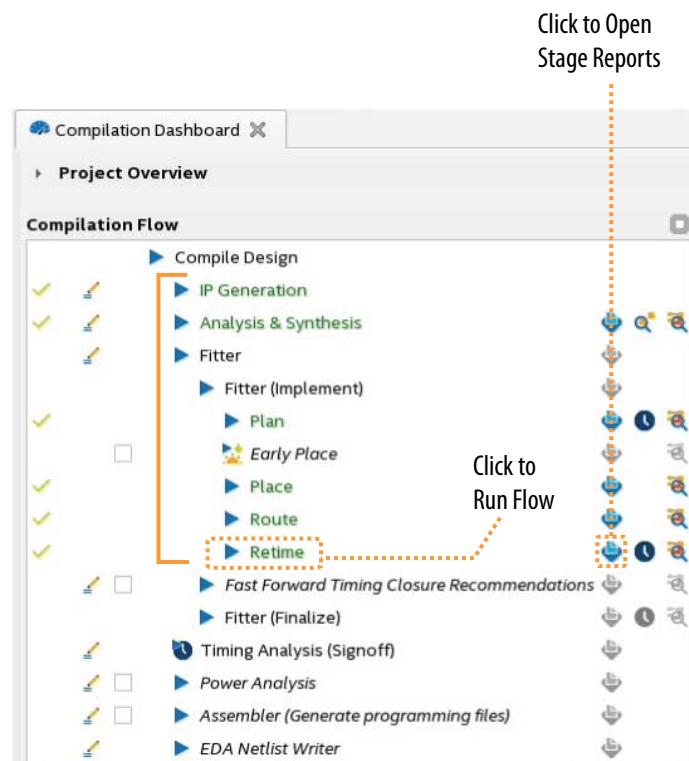 Click to Open
Stage Reports
Compilation Dashboard
Project Overview
Compilation Flow
Compile Design
IP Generation
Analysis & Synthesis
Fitter
Fitter (Implement)
Plan
Early Place
Click to
Run Flow
Place
Route
Retime
Fast Forward Timing Closure Recommendations
Fitter (Finalize)
Timing Analysis (Signoff)
Power Analysis
Assembler (Generate programming files)
EDA Netlist Writer